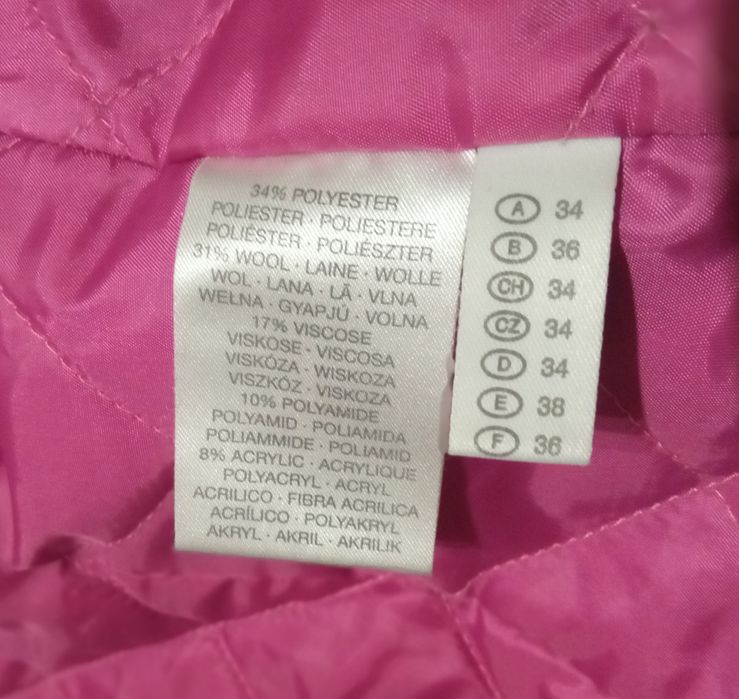 34% POLYESTER
POLIESTER · POLIESTERE
POLIÉSTER · POLIÉSZTER
31% WOOL · LAINE · WOLLE
WOL · LANA · LÃ · VLNA
WEŁNA · GYAPJÚ · VOLNA
17% VISCOSE
VISKOSE · VISCOSA
VISKÓZA · WISKOZA
VISZKÓZ · VISKOZA
10% POLYAMIDE
POLYAMID · POLIAMIDA
POLIAMMIDE · POLIAMID
8% ACRYLIC · ACRYLIQUE
POLYACRYL · ACRYL
ACRILICO · FIBRA ACRILICA
ACRÍLICO · POLYAKRYL
AKRYL · AKRIL · AKRILIK
A 34
B 36
CH 34
CZ 34
D 34
E 38
F 36